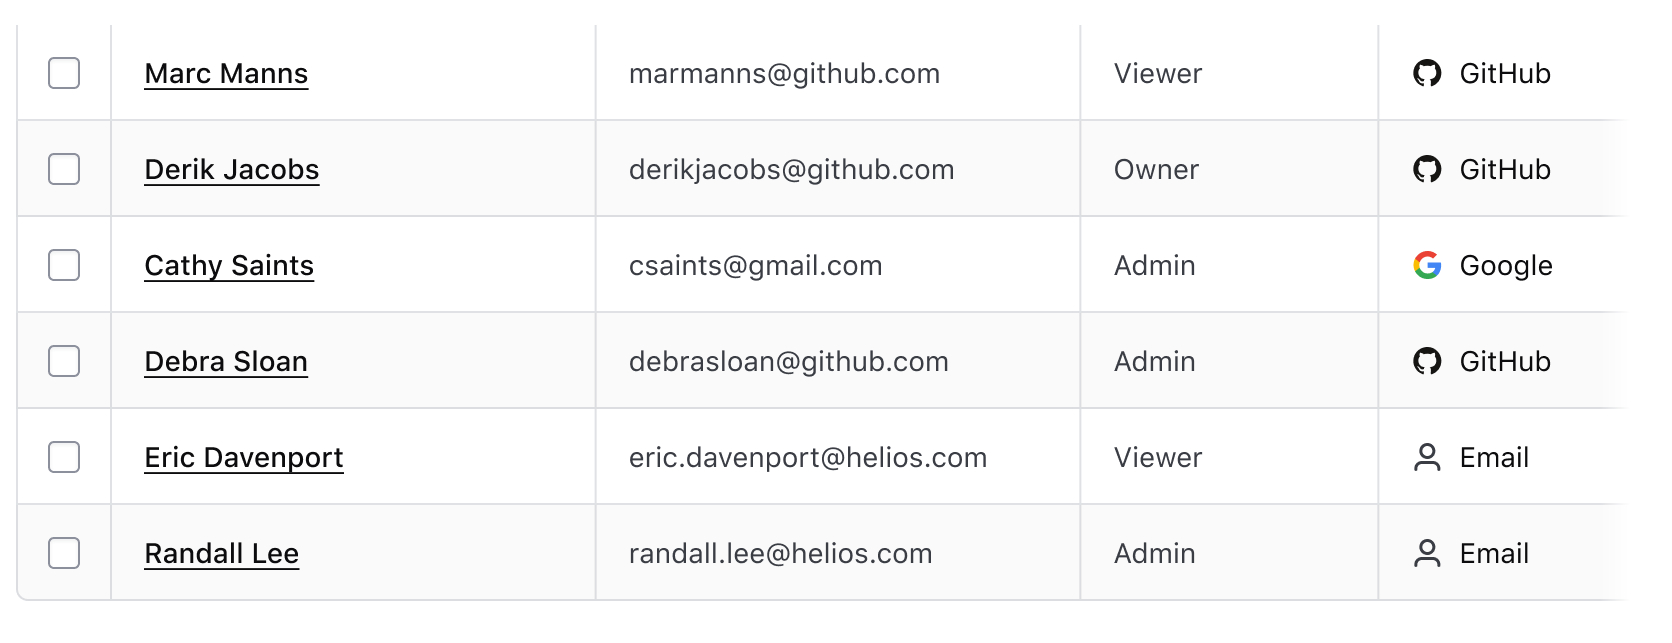 Marc Manns marmanns@github.com Viewer GitHub
Derik Jacobs derikjacobs@github.com Owner GitHub
Cathy Saints csaints@gmail.com Admin Google
Debra Sloan debrasloan@github.com Admin GitHub
Eric Davenport eric.davenport@helios.com Viewer Email
Randall Lee randall.lee@helios.com Admin Email